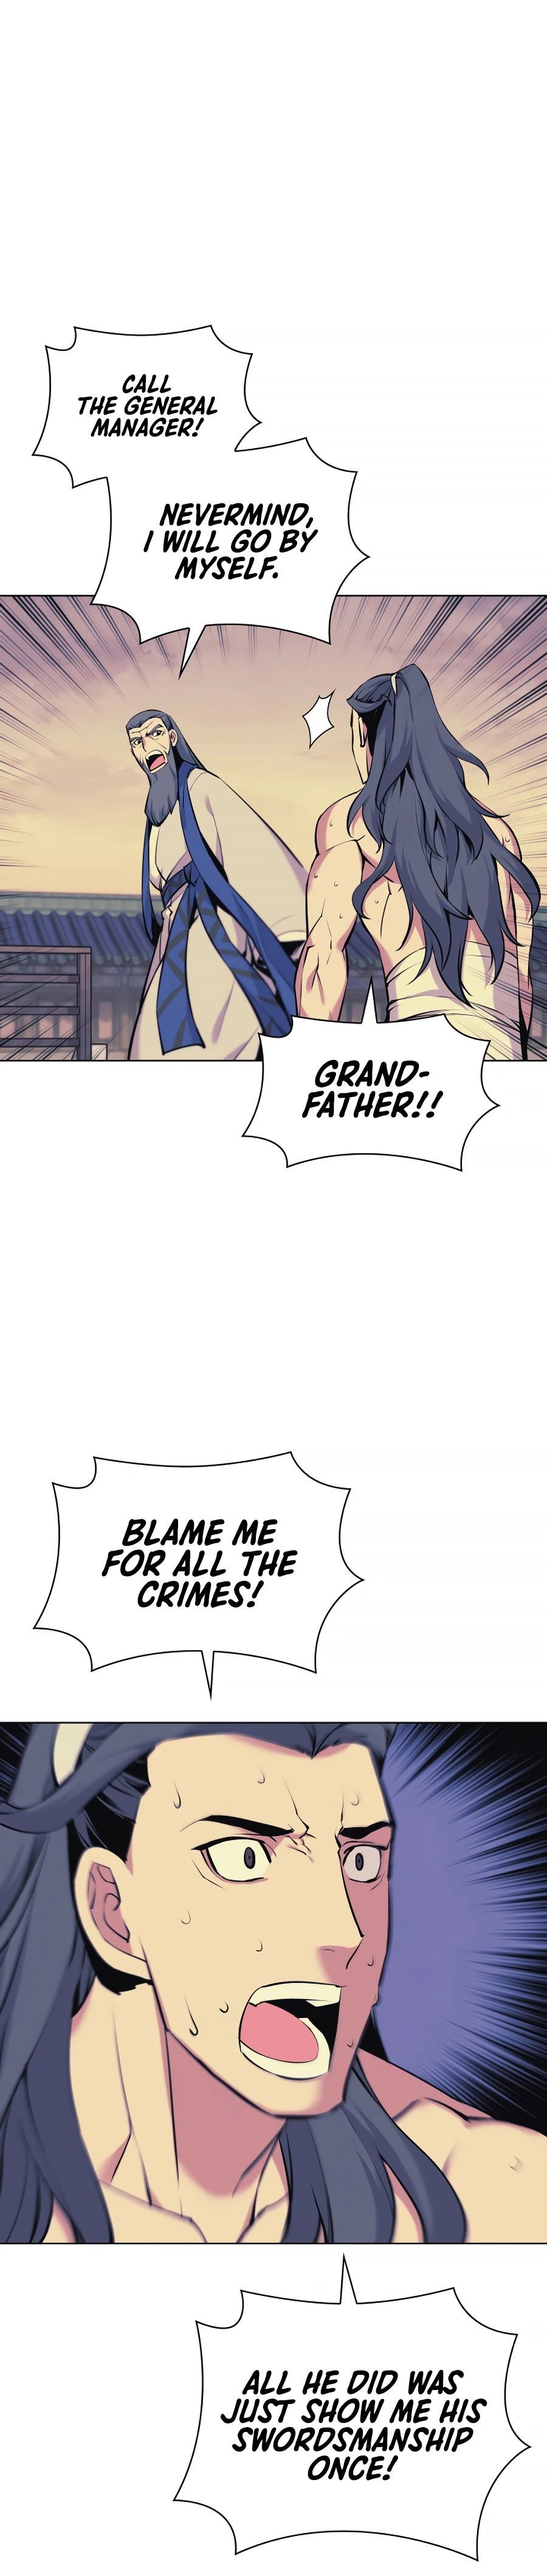 CALL
THE GENERAL
MANAGER!
NEVERMIND,
I WILL GO BY
MYSELF.
GRAND-
FATHER!!
BLAME ME
FOR ALL THE
CRIMES!
ALL HE DID WAS
JUST SHOW ME HIS
SWORDSMANSHIP
ONCE!